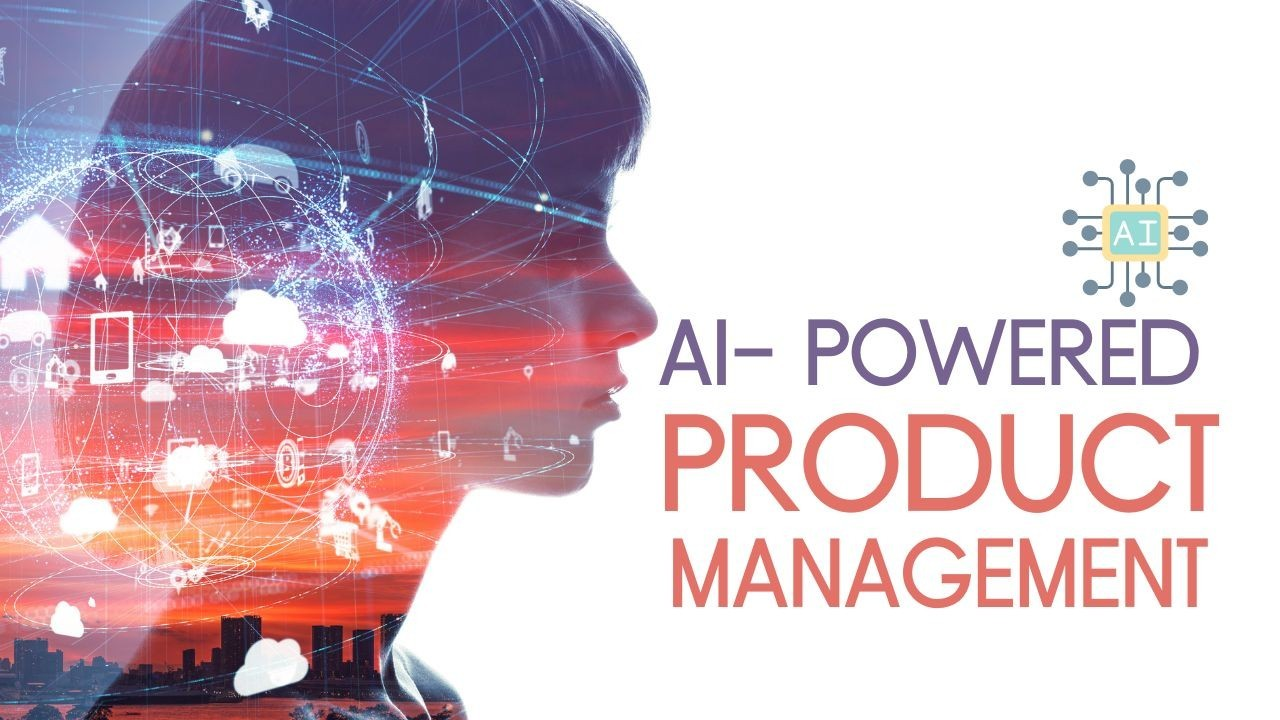 AI
AI- POWERED
PRODUCT
MANAGEMENT